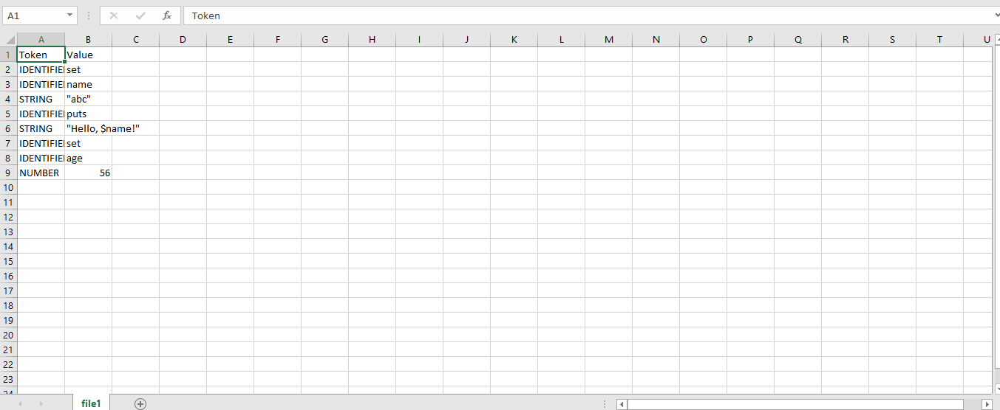 A1 fx Token
A B C D E F G H I J K L M N O P Q R S T U
1 Token Value
2 IDENTIFIE set
3 IDENTIFIE name
4 STRING "abc"
5 IDENTIFIE puts
6 STRING "Hello, $name!"
7 IDENTIFIE set
8 IDENTIFIE age
9 NUMBER 56
10
11
12
13
14
15
16
17
18
19
20
21
22
23
24
file1